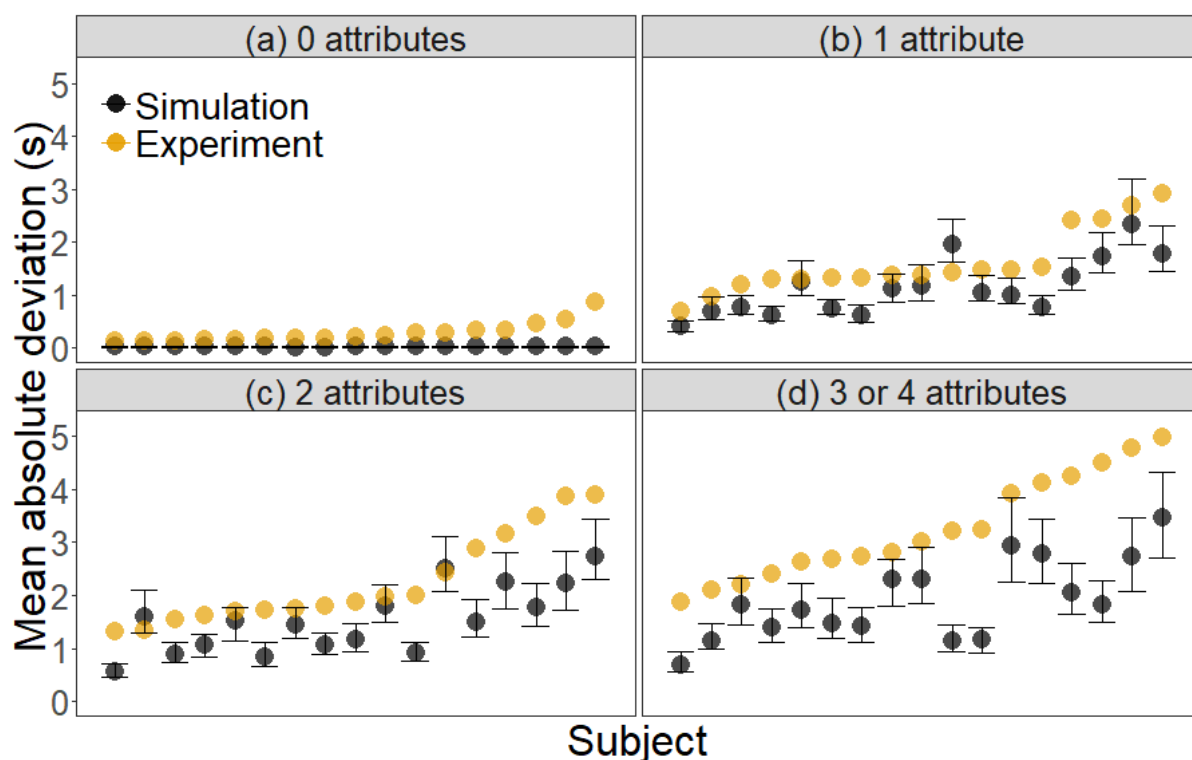 (a) 0 attributes
(b) 1 attribute
Simulation
Experiment
5
4
3
2
1
0
(c) 2 attributes
(d) 3 or 4 attributes
5
4
3
2
1
0
Mean absolute deviation (s)
Subject